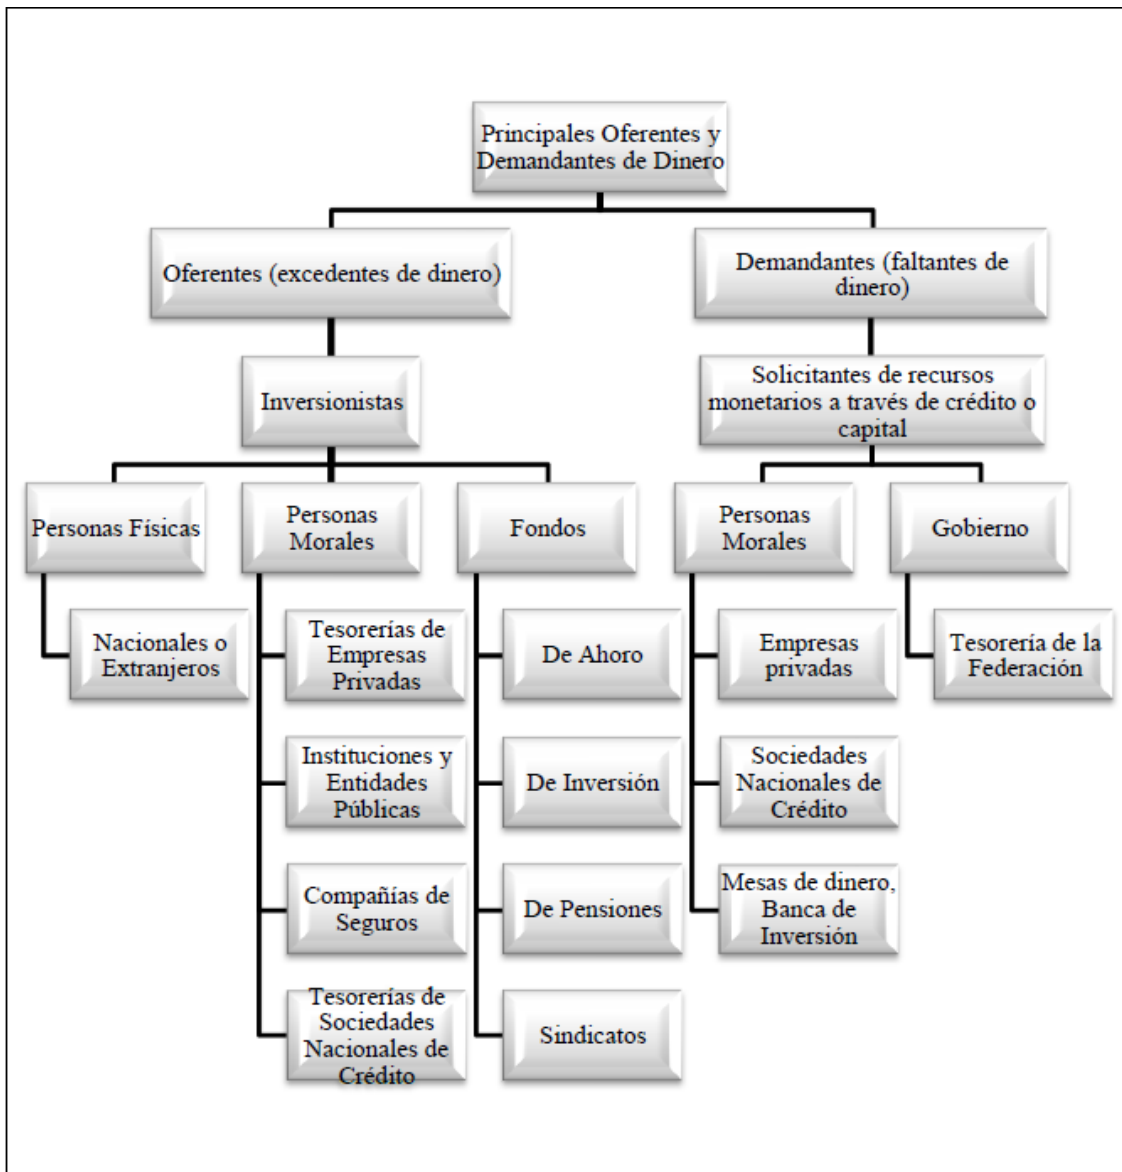 Principales Oferentes y
Demandantes de Dinero
Oferentes (excedentes de dinero)
Demandantes (faltantes de
dinero)
Inversionistas
Solicitantes de recursos
monetarios a través de crédito o
capital
Personas Físicas
Personas
Morales
Fondos
Personas
Morales
Gobierno
Nacionales o
Extranjeros
Tesorerías de
Empresas
Privadas
De Ahoro
Empresas
privadas
Tesorería de la
Federación
Instituciones y
Entidades
Públicas
De Inversión
Sociedades
Nacionales de
Crédito
Compañías de
Seguros
De Pensiones
Mesas de dinero,
Banca de
Inversión
Tesorerías de
Sociedades
Nacionales de
Crédito
Sindicatos